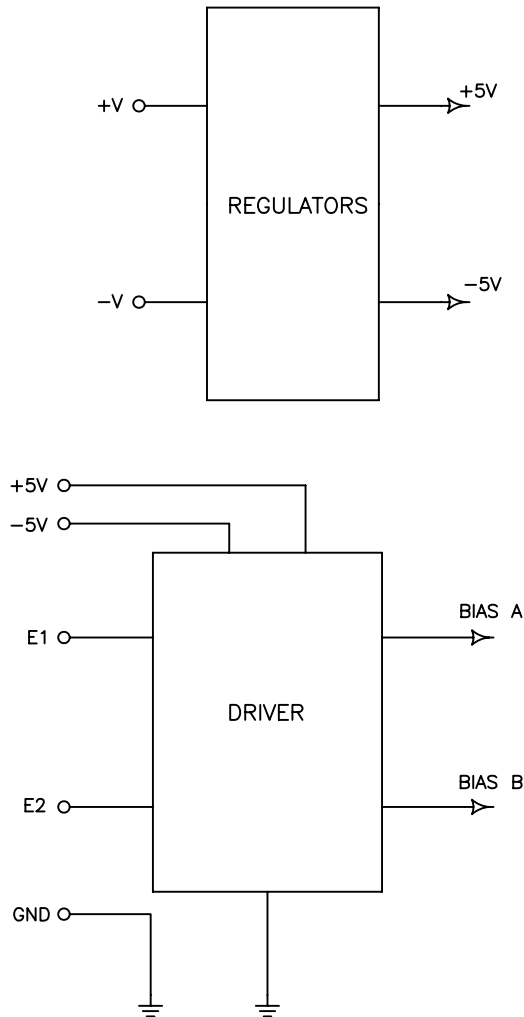 +5V
+V
REGULATORS
-V
-5V
+5V
-5V
BIAS A
E1
DRIVER
BIAS B
E2
GND